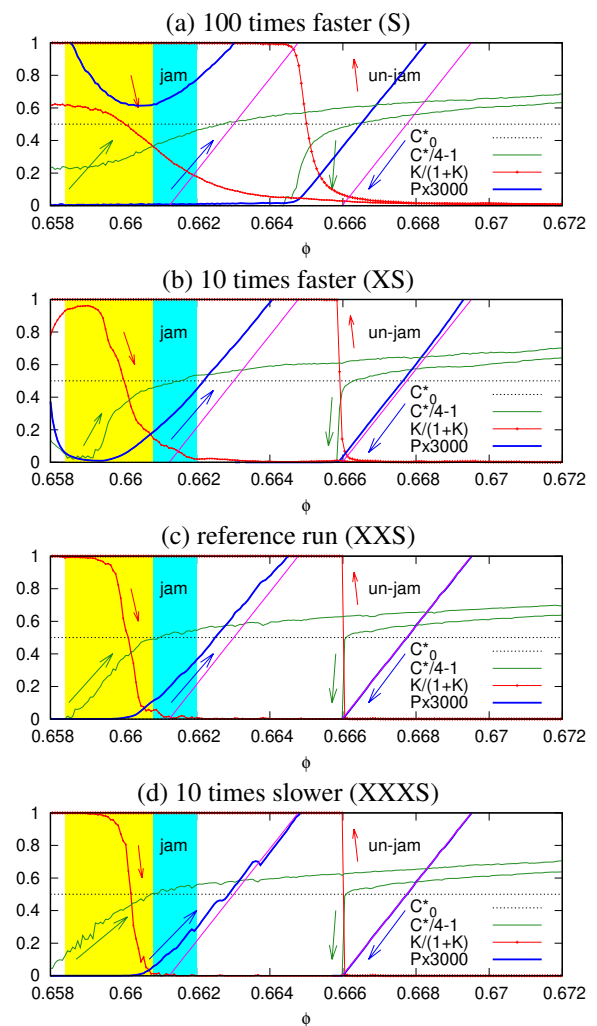 (a) 100 times faster (S)
1
0.8
0.6
0.4
0.2
0
jam
un-jam
C*0
C*/4-1
K/(1+K)
Px3000
0.658 0.66 0.662 0.664 0.666 0.668 0.67 0.672
ϕ
(b) 10 times faster (XS)
1
0.8
0.6
0.4
0.2
0
jam
un-jam
C*0
C*/4-1
K/(1+K)
Px3000
0.658 0.66 0.662 0.664 0.666 0.668 0.67 0.672
ϕ
(c) reference run (XXS)
1
0.8
0.6
0.4
0.2
0
jam
un-jam
C*0
C*/4-1
K/(1+K)
Px3000
0.658 0.66 0.662 0.664 0.666 0.668 0.67 0.672
ϕ
(d) 10 times slower (XXXS)
1
0.8
0.6
0.4
0.2
0
jam
un-jam
C*0
C*/4-1
K/(1+K)
Px3000
0.658 0.66 0.662 0.664 0.666 0.668 0.67 0.672
ϕ